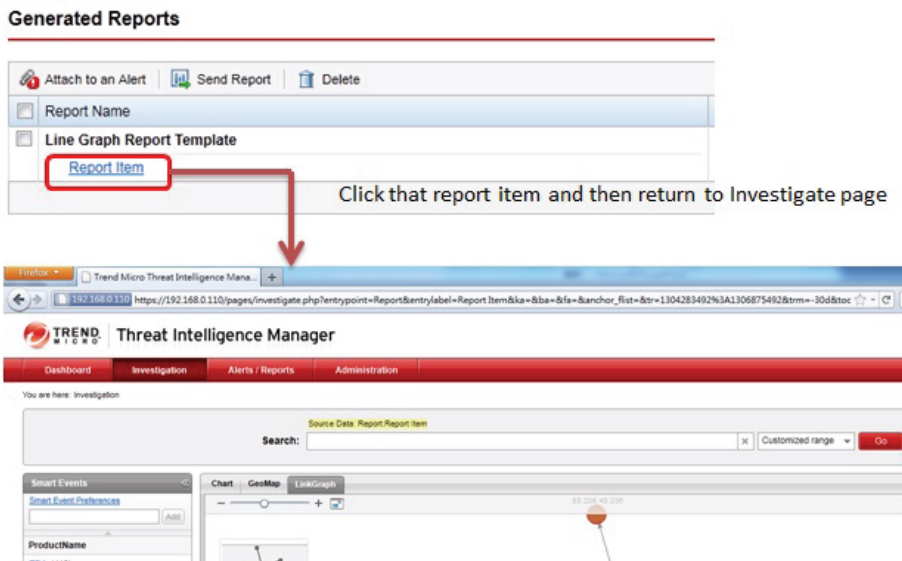 Generated Reports
Attach to an Alert Send Report Delete
Report Name
Line Graph Report Template
Report Item
Click that report item and then return to Investigate page
Firefox
Trend Micro Threat Intelligence Mana... +
192.168.0.110 https://192.168.0.110/pages/investigate.php?entrypoint=Report&entrylabel=Report Item&ka=&ba=&fa=&anchor_flist=&tr=1304283492%3A1306875492&trm=-30d&toc
TREND MICRO Threat Intelligence Manager
Dashboard Investigation Alerts / Reports Administration
You are here: Investigation
Source Data: Report:Report Item
Search: Customized range Go
Smart Events Chart GeoMap LinkGraph
Smart Event Preferences
Add
ProductName